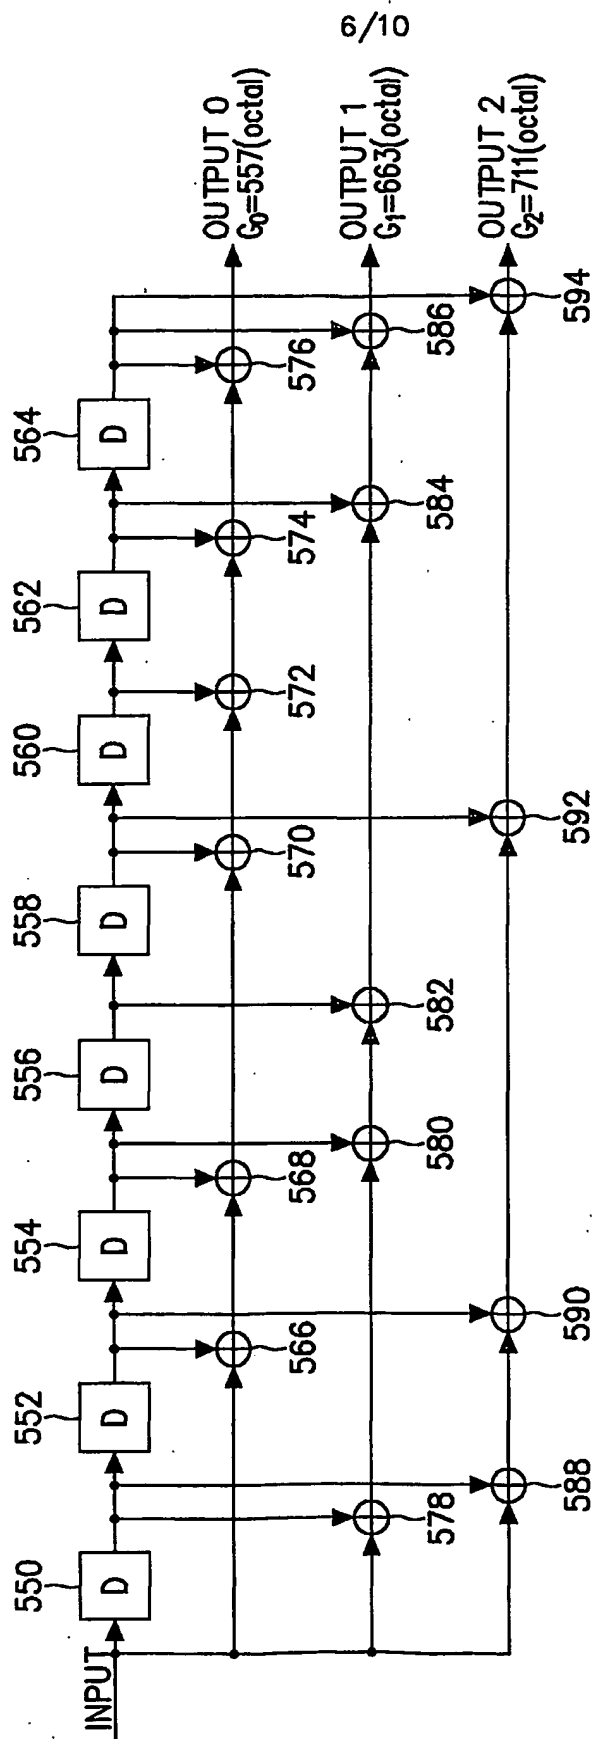 6/10
INPUT
550
D
552
D
554
D
556
D
558
D
560
D
562
D
564
D
566
568
570
572
574
576
OUTPUT 0
G0=557(octal)
578
580
582
584
586
OUTPUT 1
G1=663(octal)
588
590
592
594
OUTPUT 2
G2=711(octal)